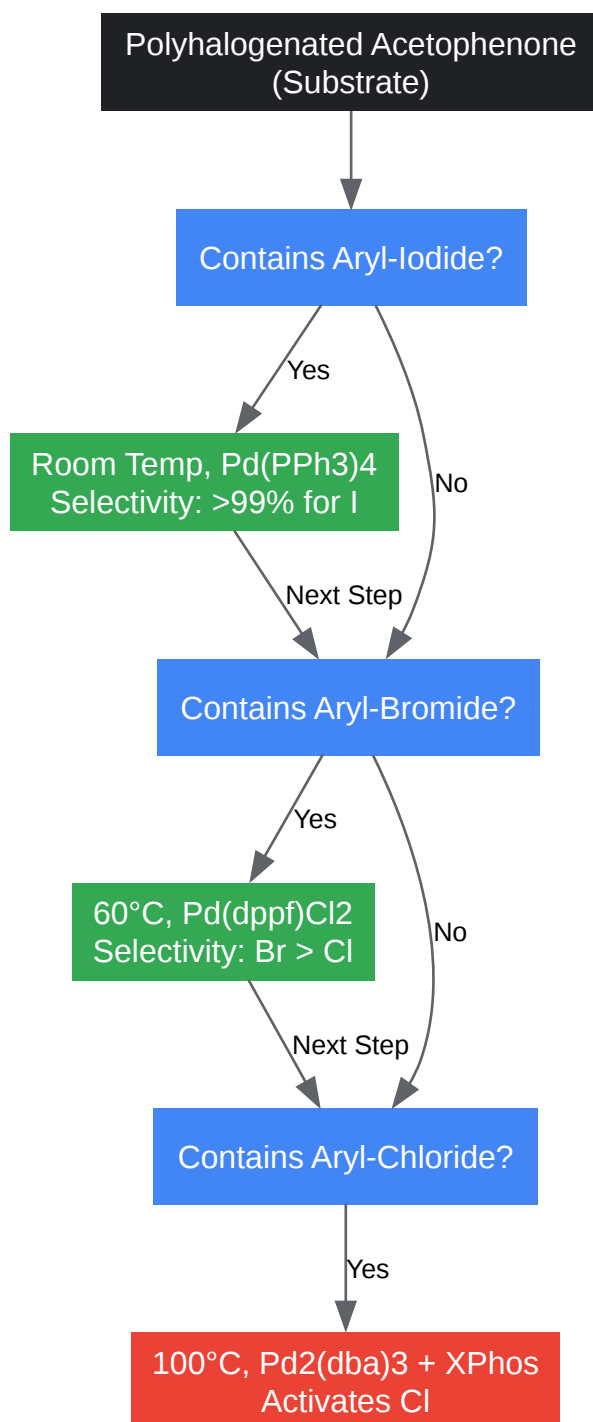 Polyhalogenated Acetophenone
(Substrate)
Contains Aryl-Iodide?
Yes
Room Temp, Pd(PPh3)4
Selectivity: >99% for I
No
Next Step
Contains Aryl-Bromide?
Yes
60°C, Pd(dppf)Cl2
Selectivity: Br > Cl
No
Next Step
Contains Aryl-Chloride?
Yes
100°C, Pd2(dba)3 + XPhos
Activates Cl